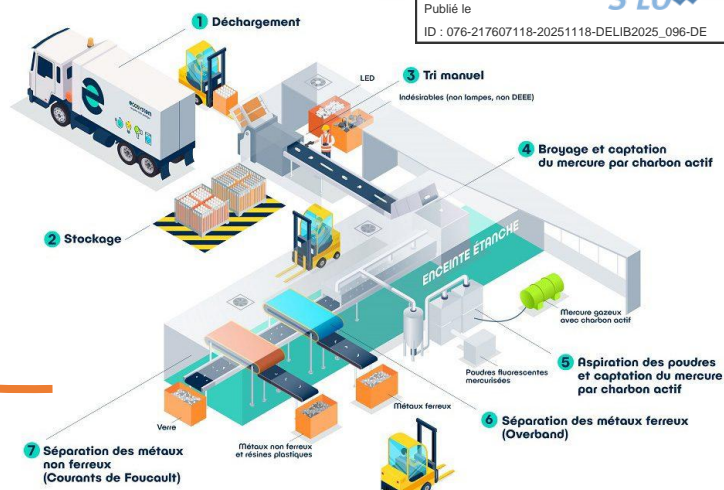 Publié le
ID : 076-217607118-20251118-DELIB2025_096-DE
1 Déchargement
ecosystem
LED
3 Tri manuel
Indésirables (non lampes, non DEEE)
4 Broyage et captation
du mercure par charbon actif
2 Stockage
ENCEINTE ÉTANCHE
Mercure gazeux
avec charbon actif
5 Aspiration des poudres
et captation du mercure
par charbon actif
Poudres fluorescentes
mercurisées
Métaux ferreux
6 Séparation des métaux ferreux
(Overband)
Verre
Métaux non ferreux
et résines plastiques
7 Séparation des métaux
non ferreux
(Courants de Foucault)